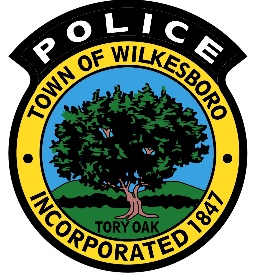 POLICE
TOWN OF WILKESBORO
TORY OAK
INCORPORATED 1847